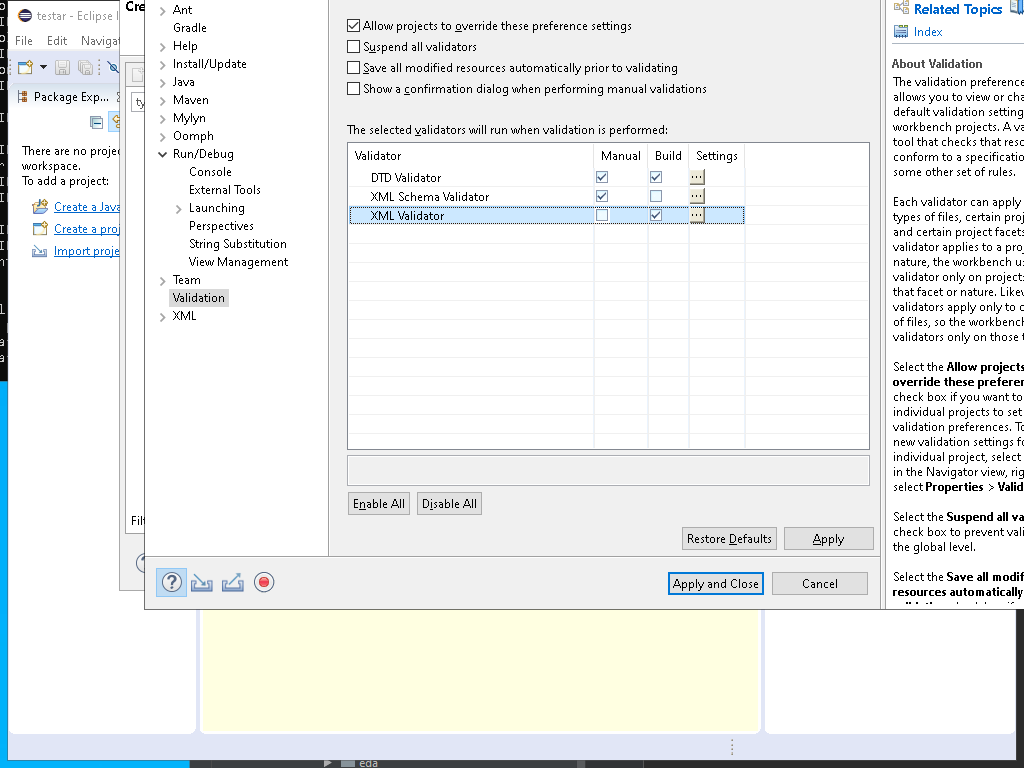 testar - Eclipse I
File Edit Navigat
Package Exp...
There are no projec
workspace.
To add a project:
Create a Java
Create a proj
Import proje
Cre
ty
Filt
Ant
Gradle
Help
Install/Update
Java
Maven
Mylyn
Oomph
Run/Debug
Console
External Tools
Launching
Perspectives
String Substitution
View Management
Team
Validation
XML
Allow projects to override these preference settings
Suspend all validators
Save all modified resources automatically prior to validating
Show a confirmation dialog when performing manual validations
The selected validators will run when validation is performed:
Validator Manual Build Settings
DTD Validator ...
XML Schema Validator ...
XML Validator ...
Enable All Disable All
Restore Defaults Apply
Apply and Close Cancel
Related Topics
Index
About Validation
The validation preference
allows you to view or cha
default validation setting
workbench projects. A va
tool that checks that reso
conform to a specificatio
some other set of rules.
Each validator can apply
types of files, certain proj
and certain project facets
validator applies to a proj
nature, the workbench us
validator only on projects
that facet or nature. Likew
validators apply only to c
of files, so the workbench
validators only on those t
Select the Allow projects
override these preferen
check box if you want to
individual projects to set
validation preferences. To
new validation settings fo
individual project, select
in the Navigator view, rig
select Properties > Valid
Select the Suspend all va
check box to prevent vali
the global level.
Select the Save all modif
resources automatically
eda